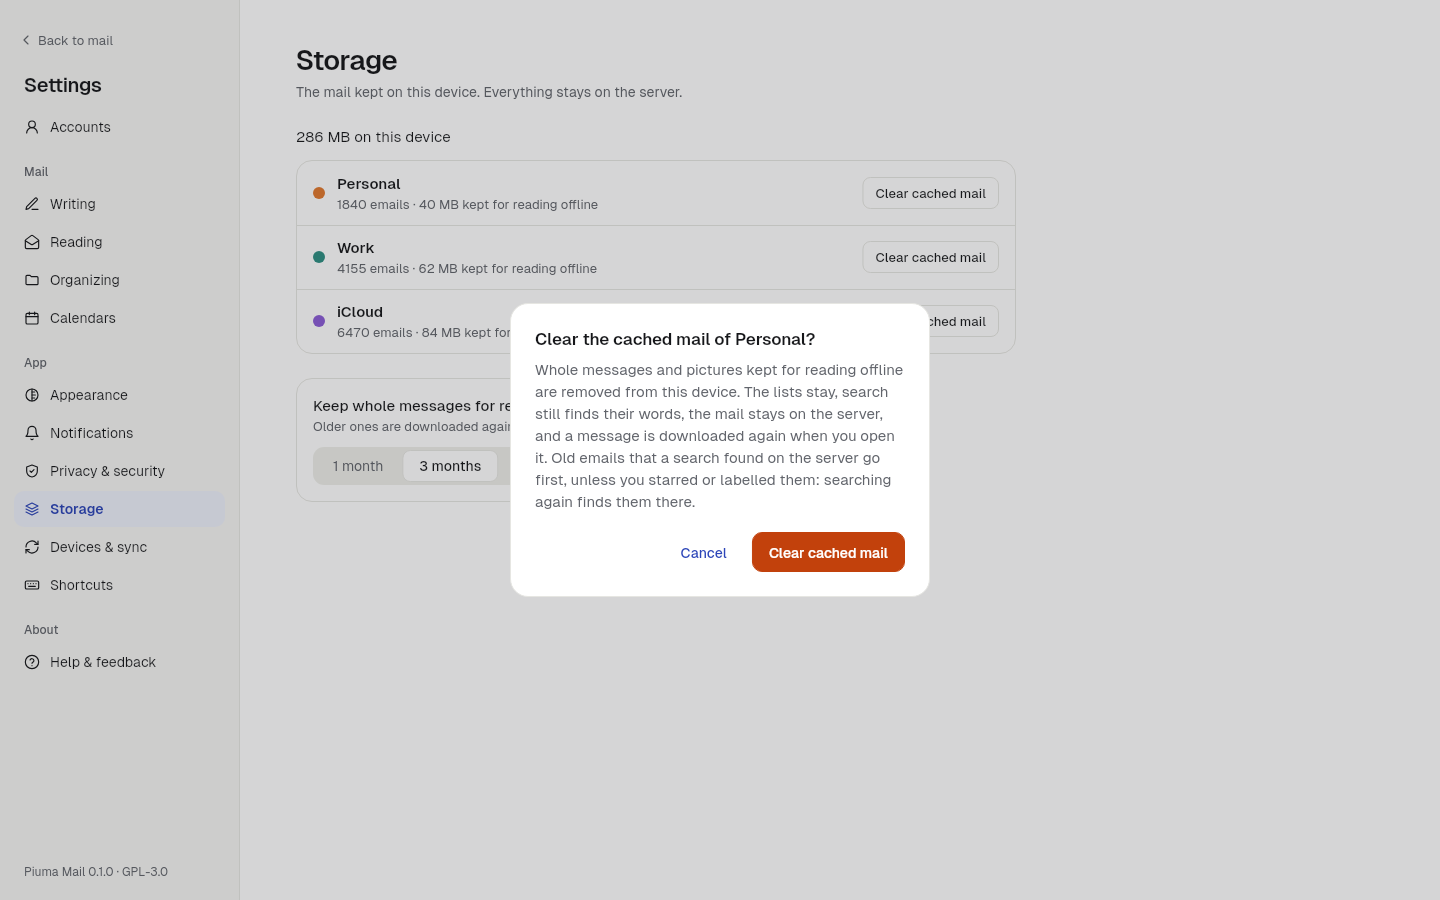 Back to mail
Settings
Accounts
Mail
Writing
Reading
Organizing
Calendars
App
Appearance
Notifications
Privacy & security
Storage
Devices & sync
Shortcuts
About
Help & feedback
Piuma Mail 0.1.0 · GPL-3.0
Storage
The mail kept on this device. Everything stays on the server.
286 MB on this device
Personal
1840 emails · 40 MB kept for reading offline
Clear cached mail
Work
4155 emails · 62 MB kept for reading offline
Clear cached mail
iCloud
6470 emails · 84 MB kept for
mail
Keep whole messages for
Older ones are downloaded
1 month
3 months
Clear the cached mail of Personal?
Whole messages and pictures kept for reading offline
are removed from this device. The lists stay, search
still finds their words, the mail stays on the server,
and a message is downloaded again when you open
it. Old emails that a search found on the server go
first, unless you starred or labelled them: searching
again finds them there.
Cancel
Clear cached mail